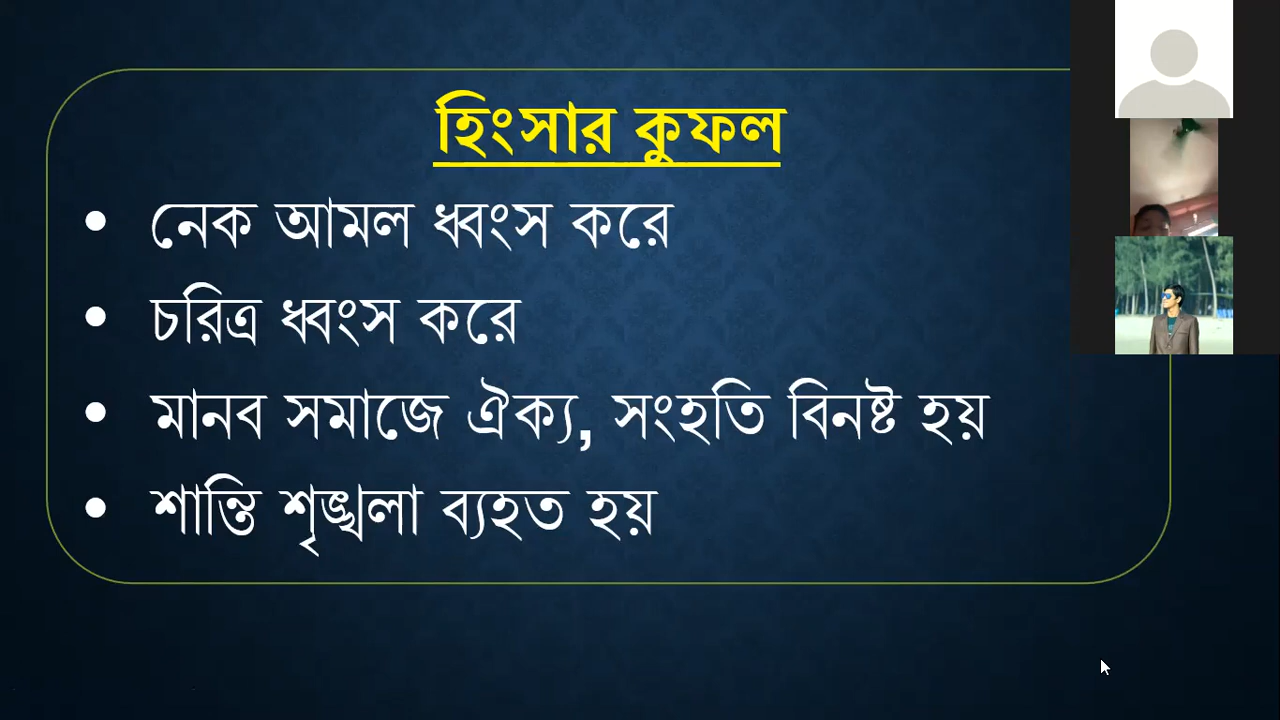 হিংসার কুফল
• নেক আমল ধ্বংস করে
• চরিত্র ধ্বংস করে
• মানব সমাজে ঐক্য, সংহতি বিনষ্ট হয়
• শান্তি শৃঙ্খলা ব্যহত হয়